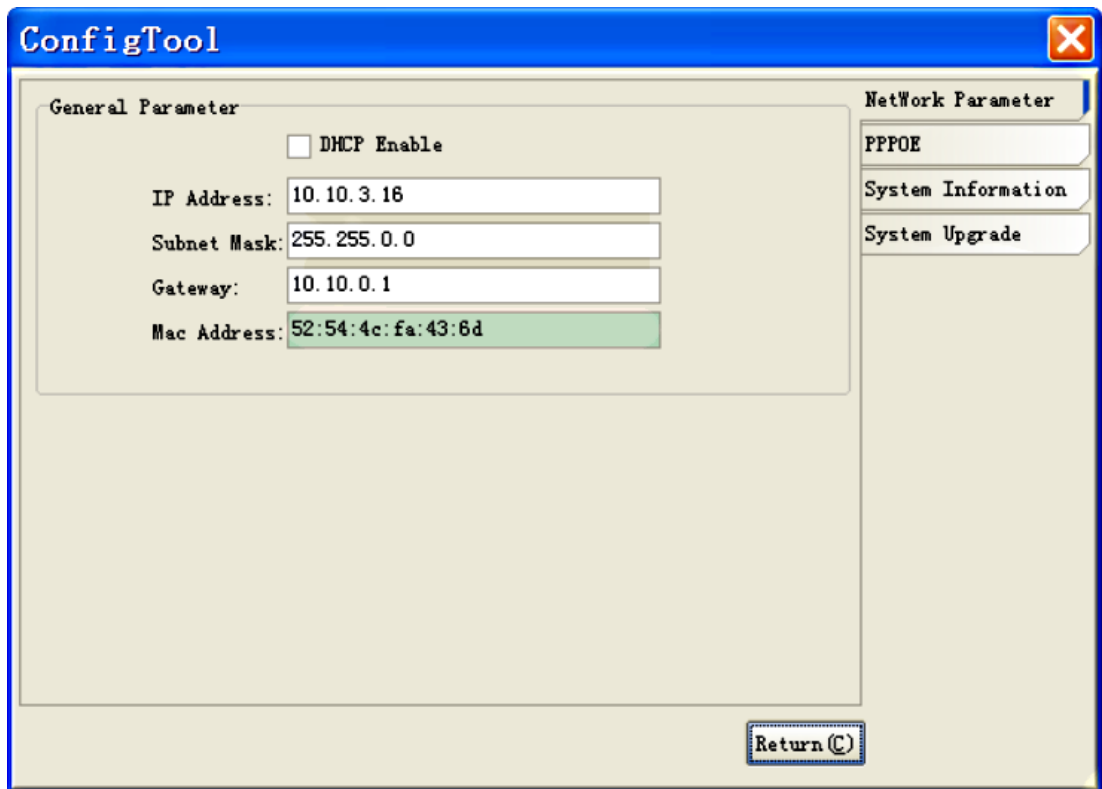 ConfigTool
General Parameter
DHCP Enable
IP Address: 10.10.3.16
Subnet Mask: 255.255.0.0
Gateway: 10.10.0.1
Mac Address: 52:54:4c:fa:43:6d
NetWork Parameter
PPPOE
System Information
System Upgrade
Return(C)